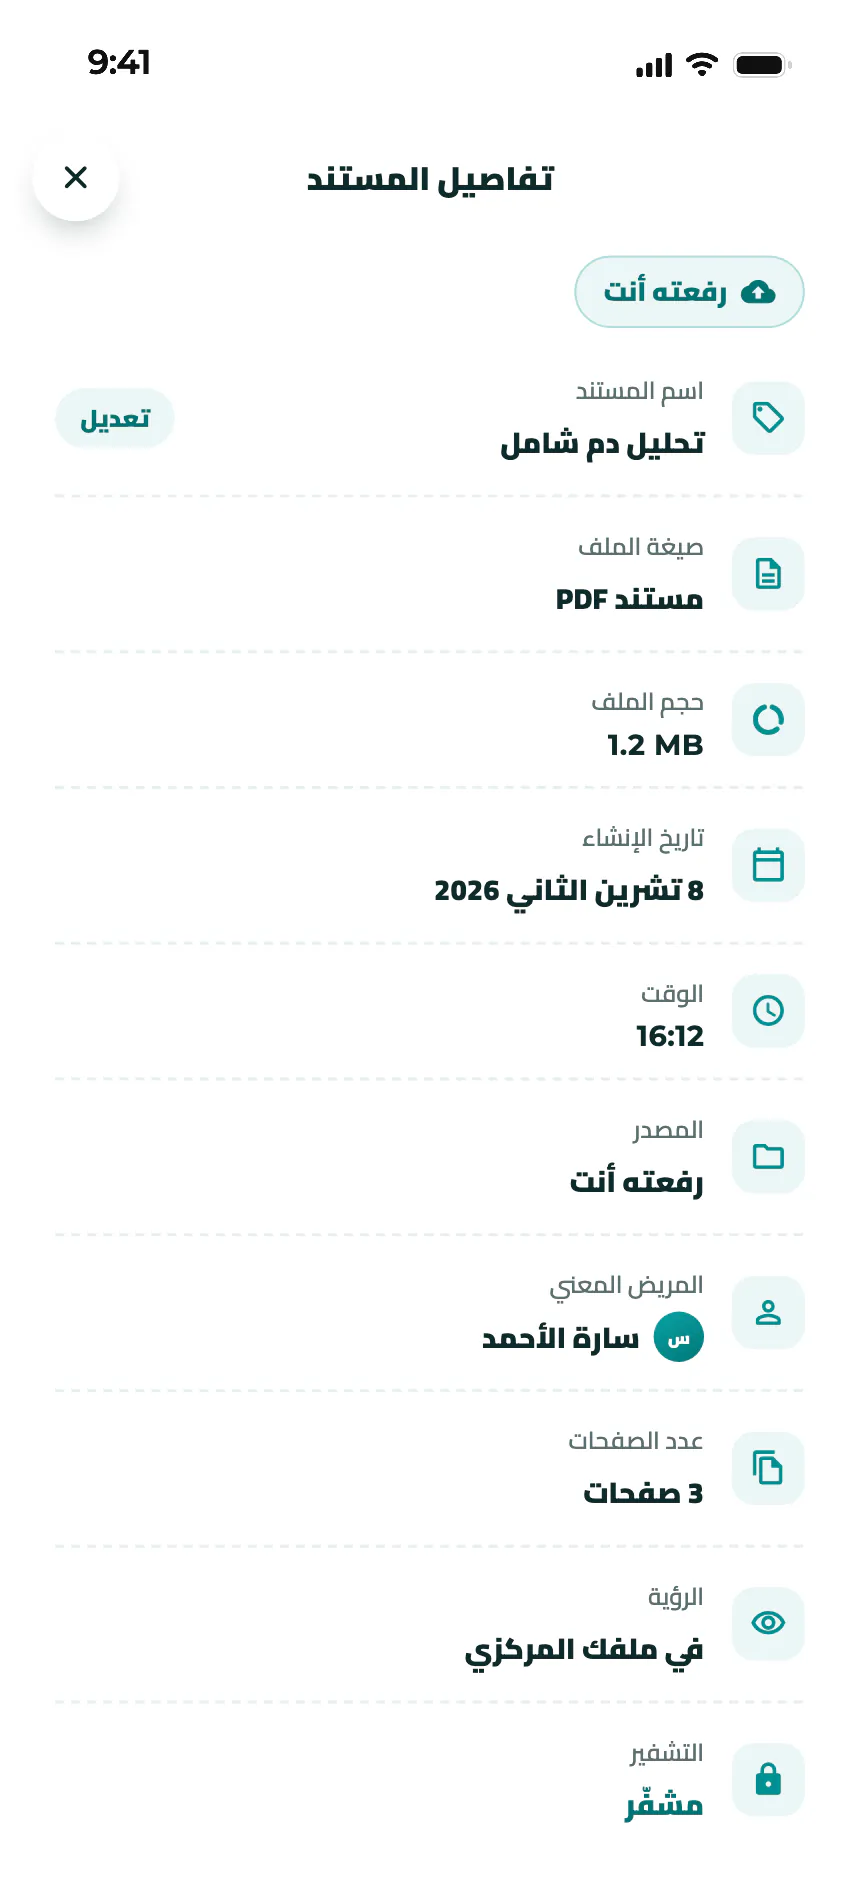 9:41
تفاصيل المستند
رفعته أنت
اسم المستند
تحليل دم شامل
تعديل
صيغة الملف
مستند PDF
حجم الملف
1.2 MB
تاريخ الإنشاء
8 تشرين الثاني 2026
الوقت
16:12
المصدر
رفعته أنت
المريض المعني
س سارة الأحمد
عدد الصفحات
3 صفحات
الرؤية
في ملفك المركزي
التشفير
مشفّر